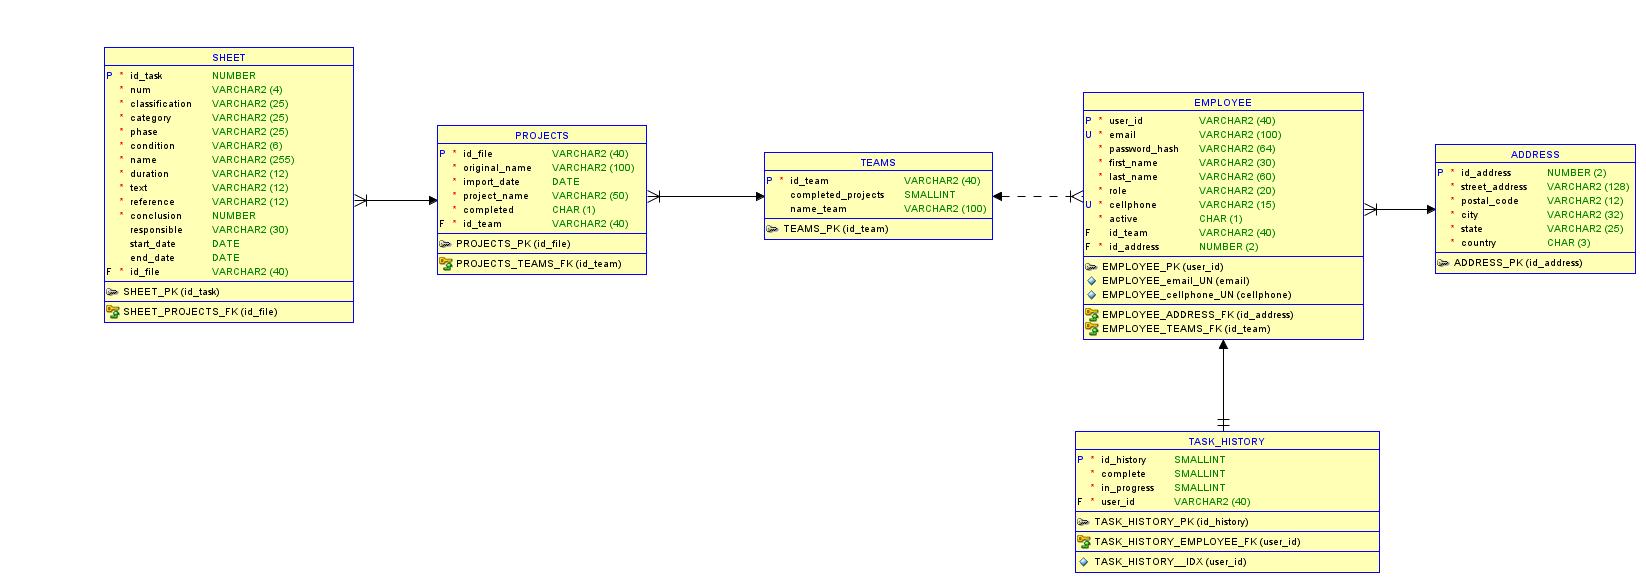 SHEET
P * id_task NUMBER
* num VARCHAR2 (4)
* classification VARCHAR2 (25)
* category VARCHAR2 (25)
* phase VARCHAR2 (25)
* condition VARCHAR2 (6)
* name VARCHAR2 (255)
* duration VARCHAR2 (12)
* text VARCHAR2 (12)
* reference VARCHAR2 (12)
* conclusion NUMBER
responsible VARCHAR2 (30)
start_date DATE
end_date DATE
F * id_file VARCHAR2 (40)
SHEET_PK (id_task)
SHEET_PROJECTS_FK (id_file)
PROJECTS
P * id_file VARCHAR2 (40)
* original_name VARCHAR2 (100)
* import_date DATE
* project_name VARCHAR2 (50)
* completed CHAR (1)
F * id_team VARCHAR2 (40)
PROJECTS_PK (id_file)
PROJECTS_TEAMS_FK (id_team)
TEAMS
P * id_team VARCHAR2 (40)
completed_projects SMALLINT
name_team VARCHAR2 (100)
TEAMS_PK (id_team)
EMPLOYEE
P * user_id VARCHAR2 (40)
U * email VARCHAR2 (100)
* password_hash VARCHAR2 (64)
* first_name VARCHAR2 (30)
* last_name VARCHAR2 (60)
* role VARCHAR2 (20)
U * cellphone VARCHAR2 (15)
* active CHAR (1)
F id_team VARCHAR2 (40)
F * id_address NUMBER (2)
EMPLOYEE_PK (user_id)
EMPLOYEE_email_UN (email)
EMPLOYEE_cellphone_UN (cellphone)
EMPLOYEE_ADDRESS_FK (id_address)
EMPLOYEE_TEAMS_FK (id_team)
ADDRESS
P * id_address NUMBER (2)
* street_address VARCHAR2 (128)
* postal_code VARCHAR2 (12)
* city VARCHAR2 (32)
* state VARCHAR2 (25)
* country CHAR (3)
ADDRESS_PK (id_address)
TASK_HISTORY
P * id_history SMALLINT
* complete SMALLINT
* in_progress SMALLINT
F * user_id VARCHAR2 (40)
TASK_HISTORY_PK (id_history)
TASK_HISTORY_EMPLOYEE_FK (user_id)
TASK_HISTORY__IDX (user_id)